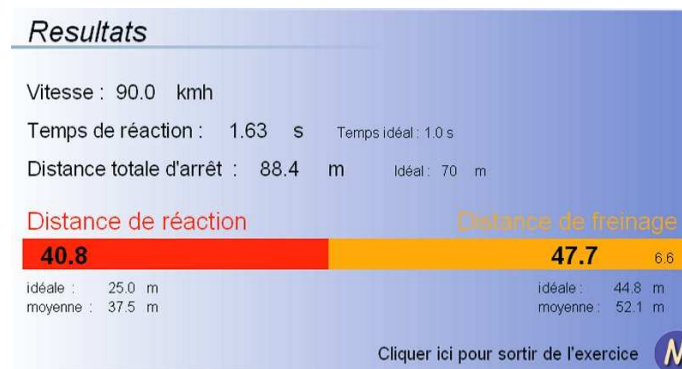 Resultats
Vitesse : 90.0 kmh
Temps de réaction : 1.63 s Temps idéal : 1.0 s
Distance totale d'arrêt : 88.4 m Idéal : 70 m
Distance de réaction Distance de freinage
40.8 47.7 6.6
idéale : 25.0 m idéale : 44.8 m
moyenne : 37.5 m moyenne : 52.1 m
Cliquer ici pour sortir de l'exercice M